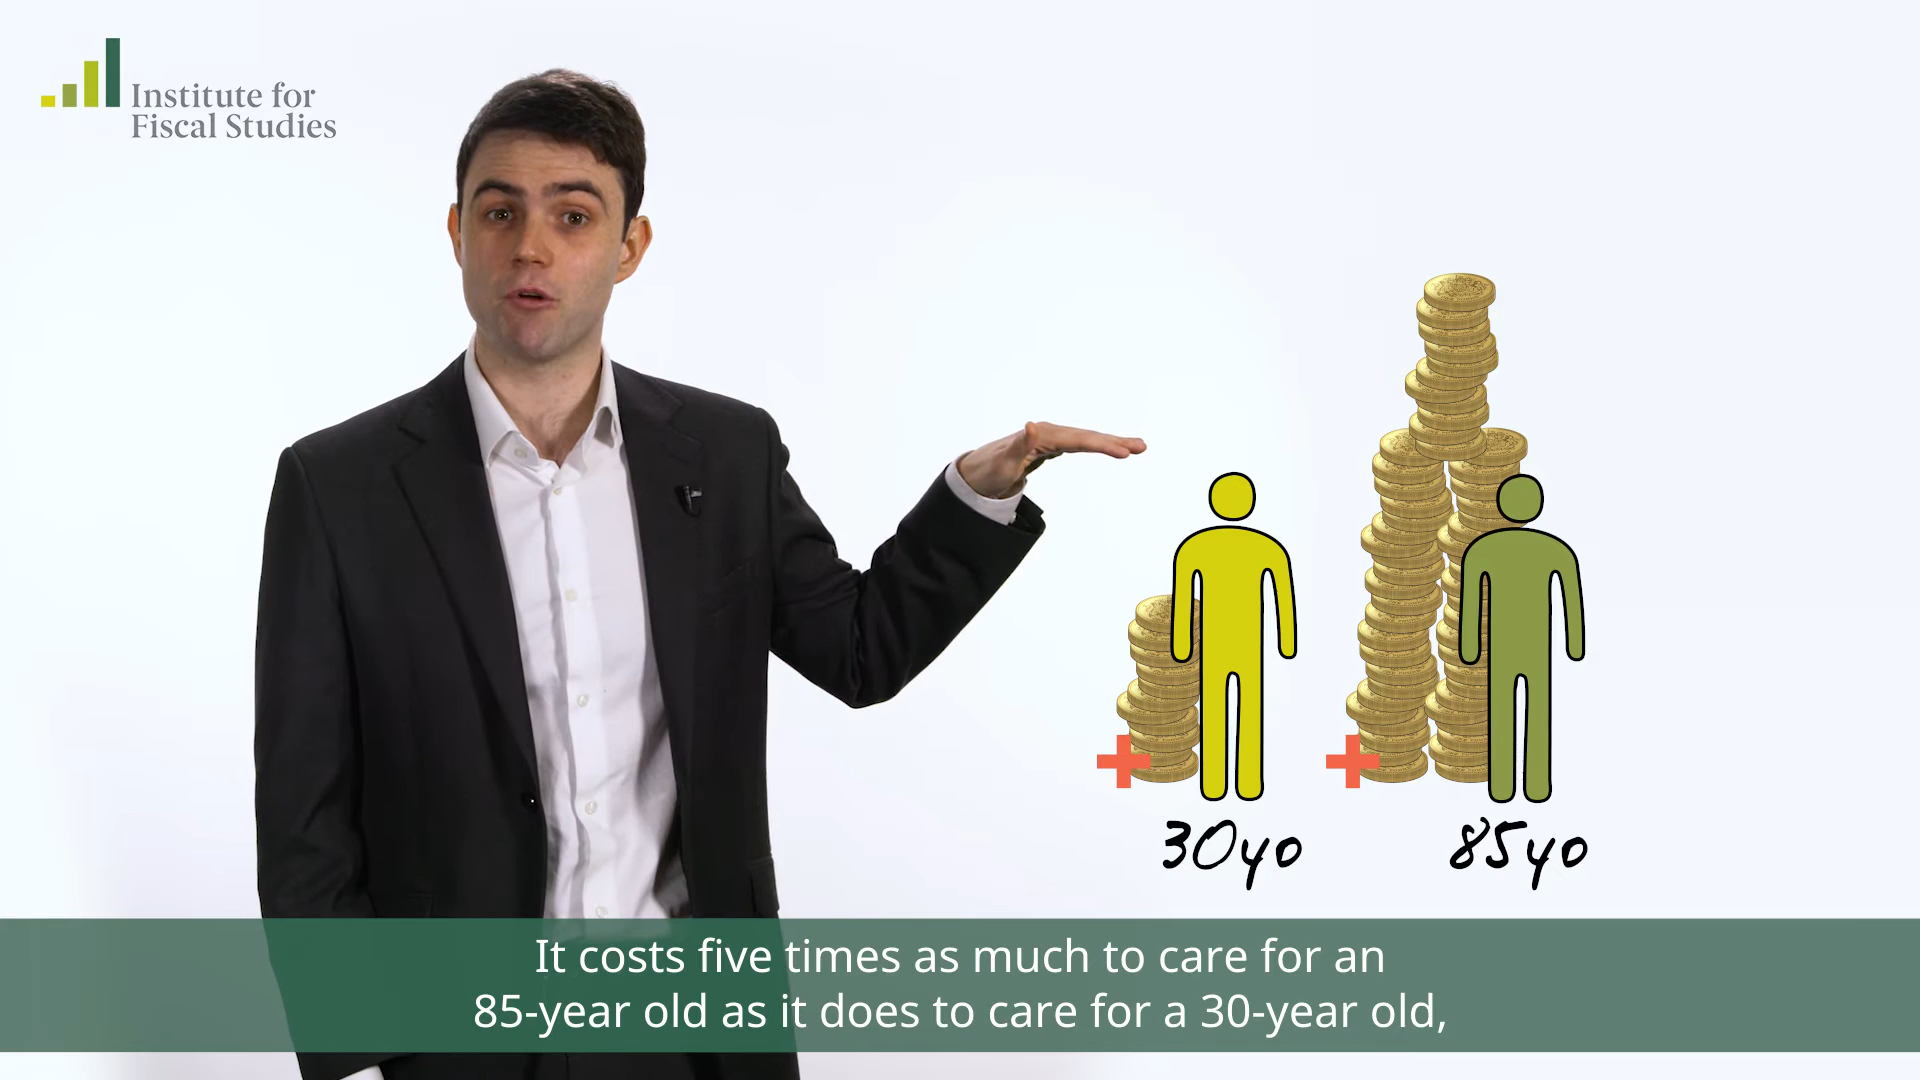 Institute for
Fiscal Studies
30yo
85yo
It costs five times as much to care for an
85-year old as it does to care for a 30-year old,